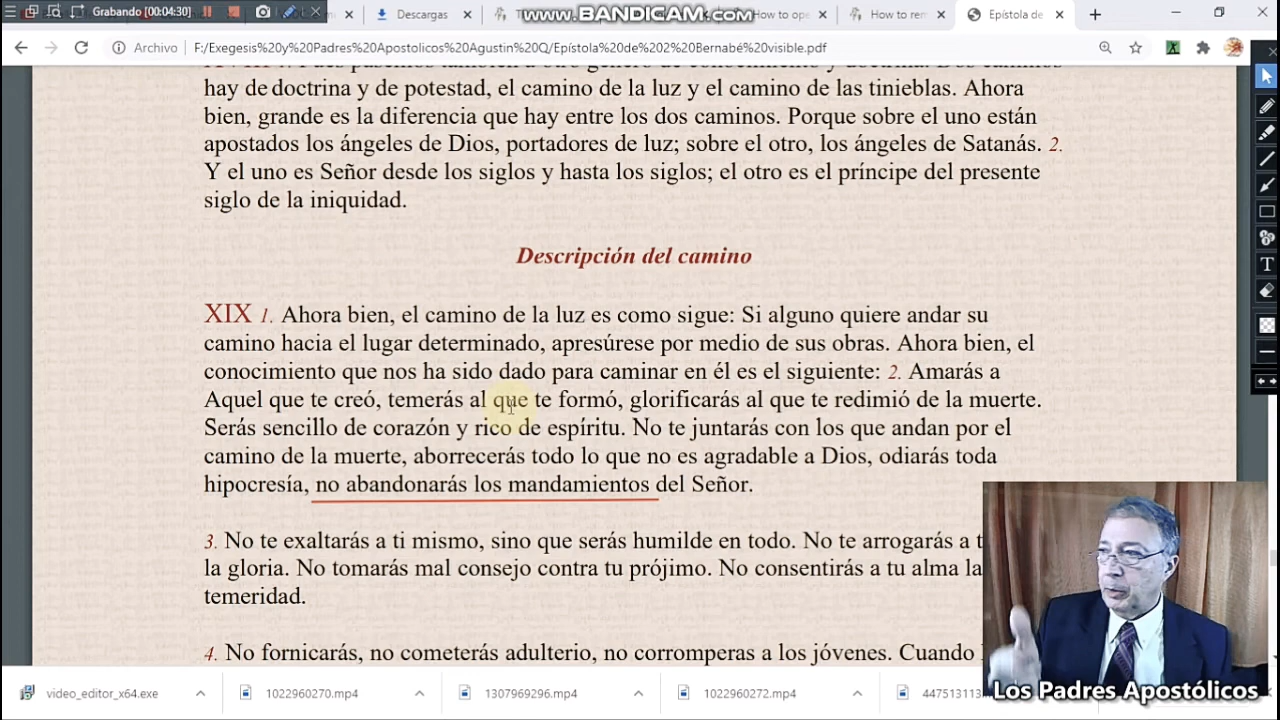 Grabando [00:04:30]
www.BANDICAM.com
Descargas
How to ope
How to ren
Epístola de
Archivo
F:/Exegesis%20y%20Padres%20Apostolicos%20Agustin%20Q/Epístola%20de%202%20Bernabé%20visible.pdf
hay de doctrina y de potestad, el camino de la luz y el camino de las tinieblas. Ahora
bien, grande es la diferencia que hay entre los dos caminos. Porque sobre el uno están
apostados los ángeles de Dios, portadores de luz; sobre el otro, los ángeles de Satanás. 2.
Y el uno es Señor desde los siglos y hasta los siglos; el otro es el príncipe del presente
siglo de la iniquidad.
Descripción del camino
XIX 1. Ahora bien, el camino de la luz es como sigue: Si alguno quiere andar su
camino hacia el lugar determinado, apresúrese por medio de sus obras. Ahora bien, el
conocimiento que nos ha sido dado para caminar en él es el siguiente: 2. Amarás a
Aquel que te creó, temerás al que te formó, glorificarás al que te redimió de la muerte.
Serás sencillo de corazón y rico de espíritu. No te juntarás con los que andan por el
camino de la muerte, aborrecerás todo lo que no es agradable a Dios, odiarás toda
hipocresía, no abandonarás los mandamientos del Señor.
3. No te exaltarás a ti mismo, sino que serás humilde en todo. No te arrogarás a t
la gloria. No tomarás mal consejo contra tu prójimo. No consentirás a tu alma la
temeridad.
4. No fornicarás, no cometerás adulterio, no corromperas a los jóvenes. Cuando
Los Padres Apostólicos
video_editor_x64.exe
1022960270.mp4
1307969296.mp4
1022960272.mp4
447513113